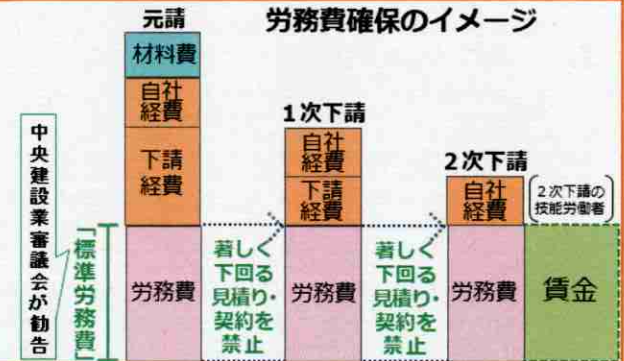 労務費確保のイメージ
元請
材料費
自社
経費
下請
経費
労務費
1次下請
自社
経費
下請
経費
労務費
2次下請
自社
経費
労務費
（2次下請の
技能労働者）
賃金
著しく
下回る
見積り・
契約を
禁止
著しく
下回る
見積り・
契約を
禁止
「標準労務費」
中央建設業審議会が勧告